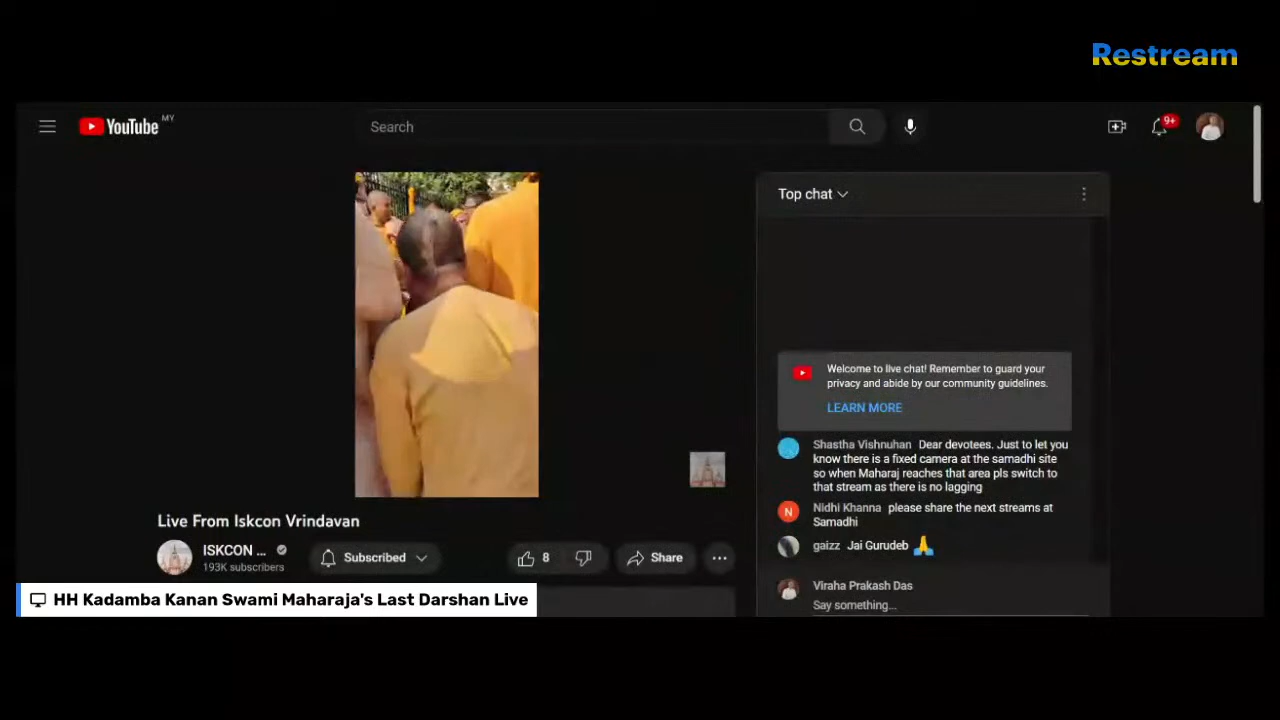 Restream
YouTube MY
Search
9+
Top chat
Welcome to live chat! Remember to guard your
privacy and abide by our community guidelines.
LEARN MORE
Shastha Vishnuhan Dear devotees. Just to let you
know there is a fixed camera at the samadhi site
so when Maharaj reaches that area pls switch to
that stream as there is no lagging
N Nidhi Khanna please share the next streams at
Samadhi
gaizz Jai Gurudeb 🙏
Live From Iskcon Vrindavan
ISKCON ...
193K subscribers
Subscribed
8
Share
Viraha Prakash Das
Say something...
HH Kadamba Kanan Swami Maharaja's Last Darshan Live